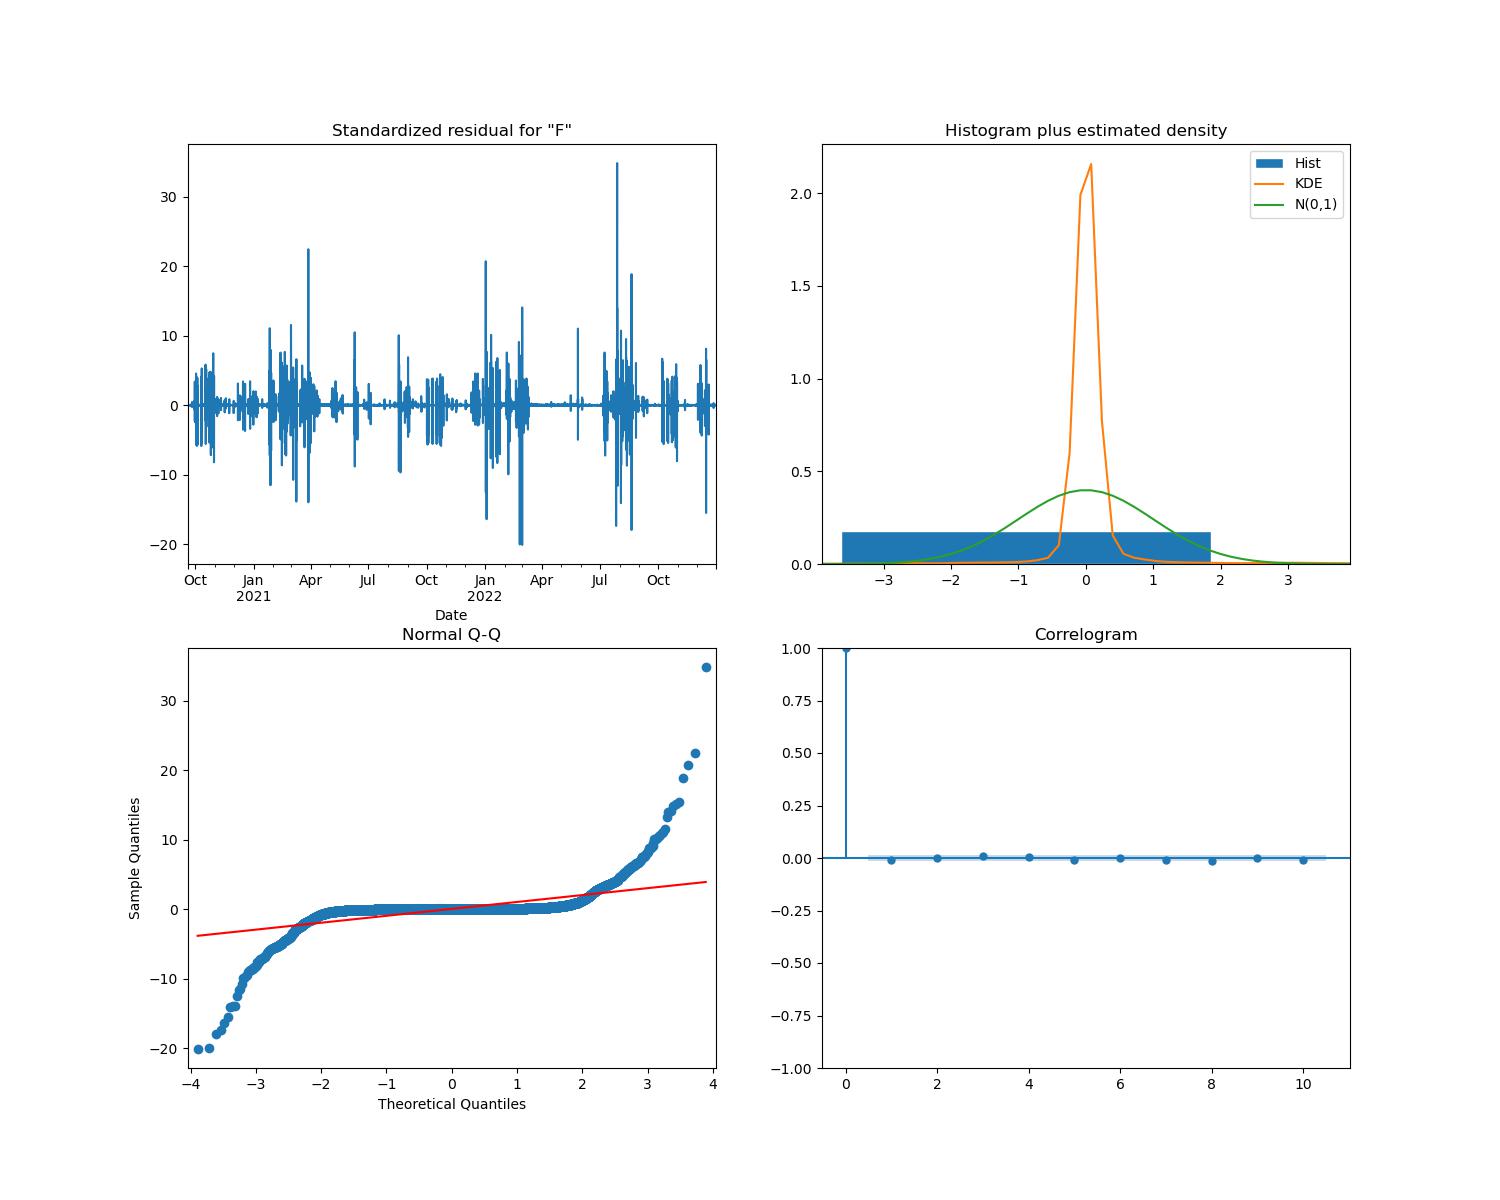 Standardized residual for "F"
30
20
10
0
−10
−20
Oct Jan Apr Jul Oct Jan Apr Jul Oct
2021 2022
Date
Histogram plus estimated density
Hist
KDE
N(0,1)
2.0
1.5
1.0
0.5
0.0
−3 −2 −1 0 1 2 3
Normal Q-Q
Sample Quantiles
30
20
10
0
−10
−20
−4 −3 −2 −1 0 1 2 3 4
Theoretical Quantiles
Correlogram
1.00
0.75
0.50
0.25
0.00
−0.25
−0.50
−0.75
−1.00
0 2 4 6 8 10